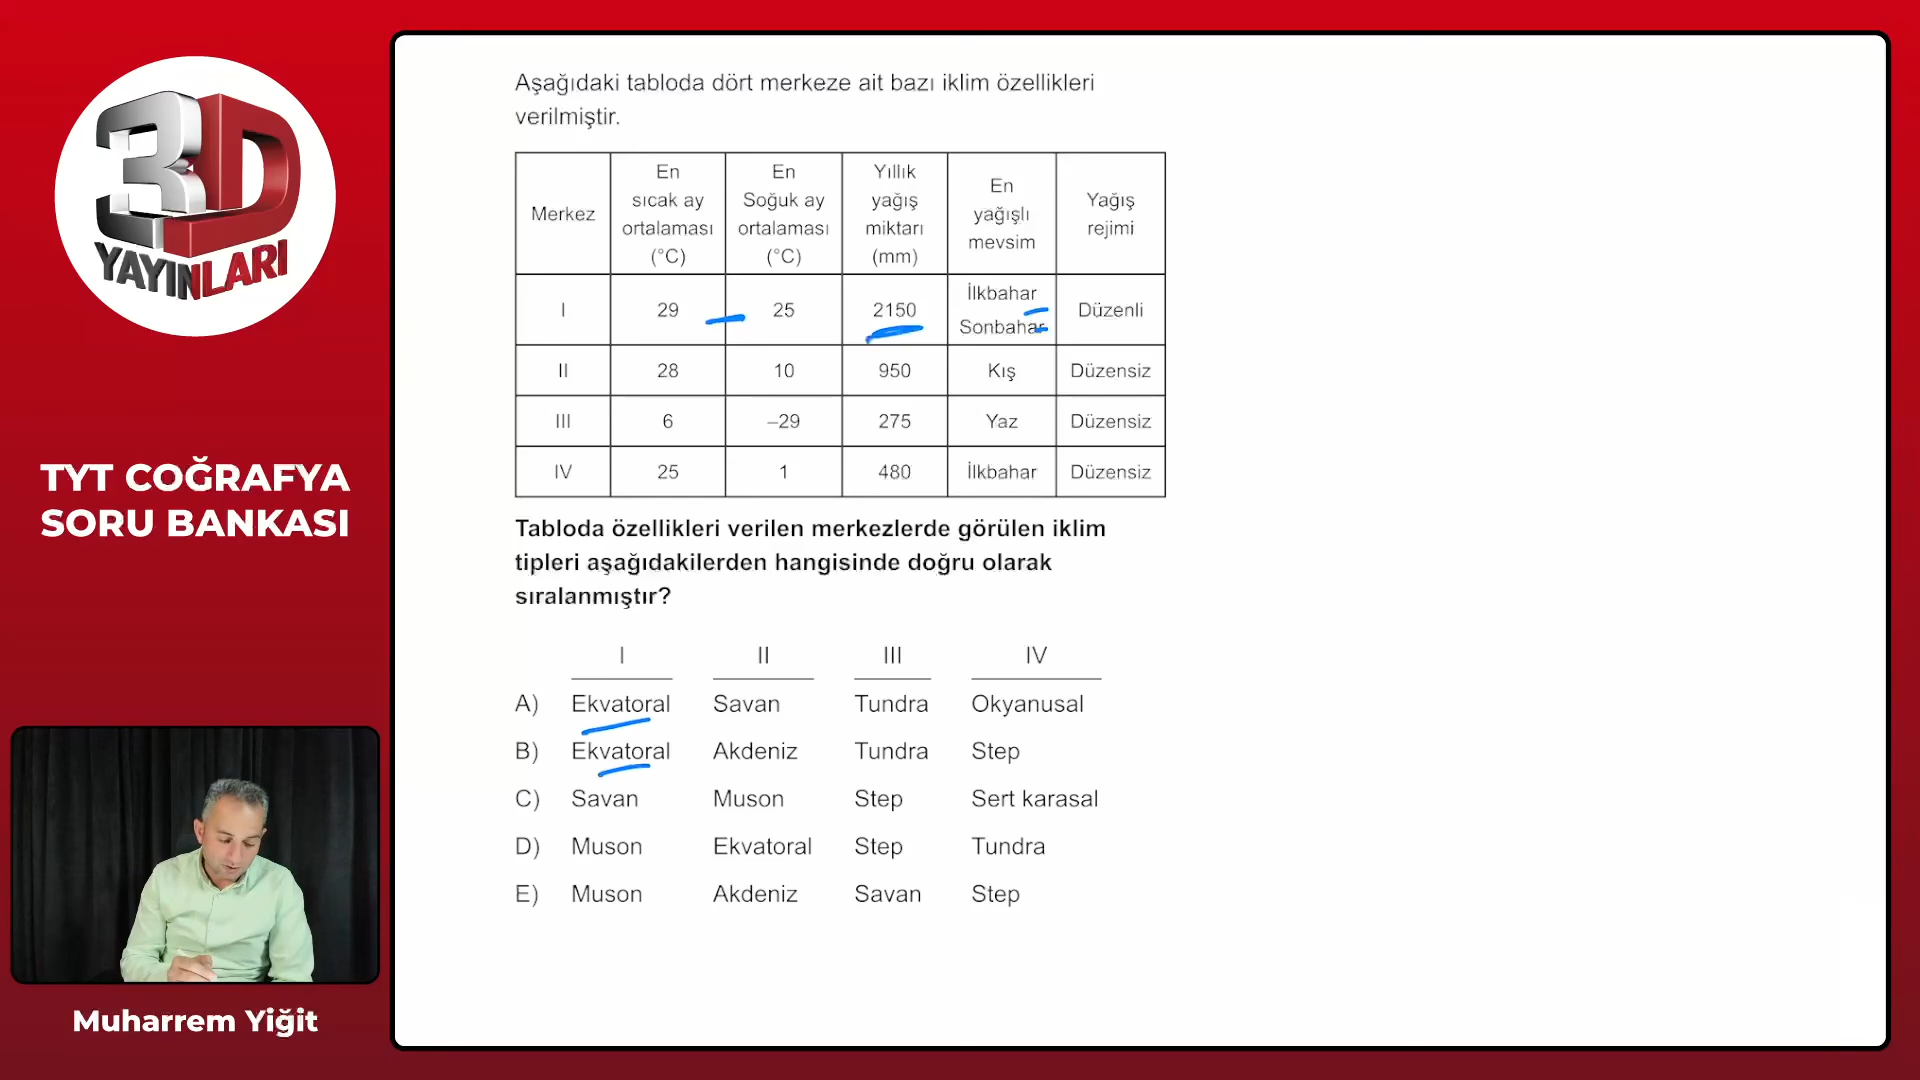 3D
YAYINLARI
TYT COĞRAFYA
SORU BANKASI
Muharrem Yiğit
Aşağıdaki tabloda dört merkeze ait bazı iklim özellikleri
verilmiştir.
Merkez | En sıcak ay ortalaması (°C) | En Soğuk ay ortalaması (°C) | Yıllık yağış miktarı (mm) | En yağışlı mevsim | Yağış rejimi
I | 29 | 25 | 2150 | İlkbahar Sonbahar | Düzenli
II | 28 | 10 | 950 | Kış | Düzensiz
III | 6 | –29 | 275 | Yaz | Düzensiz
IV | 25 | 1 | 480 | İlkbahar | Düzensiz
Tabloda özellikleri verilen merkezlerde görülen iklim
tipleri aşağıdakilerden hangisinde doğru olarak
sıralanmıştır?
I II III IV
A) Ekvatoral Savan Tundra Okyanusal
B) Ekvatoral Akdeniz Tundra Step
C) Savan Muson Step Sert karasal
D) Muson Ekvatoral Step Tundra
E) Muson Akdeniz Savan Step